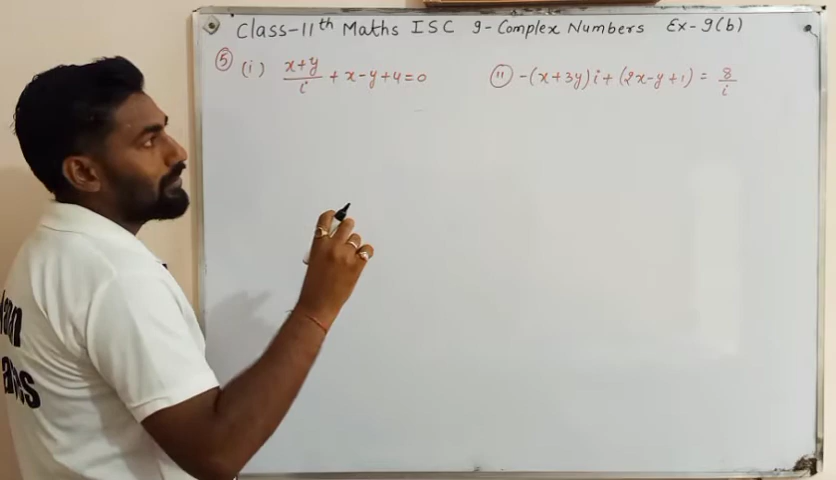 Class-11th Maths ISC 9-Complex Numbers Ex-9(b)
⑤ (i) x+y/i + x-y+4=0
(ii) -(x+3y)i+(2x-y+1) = 8/i